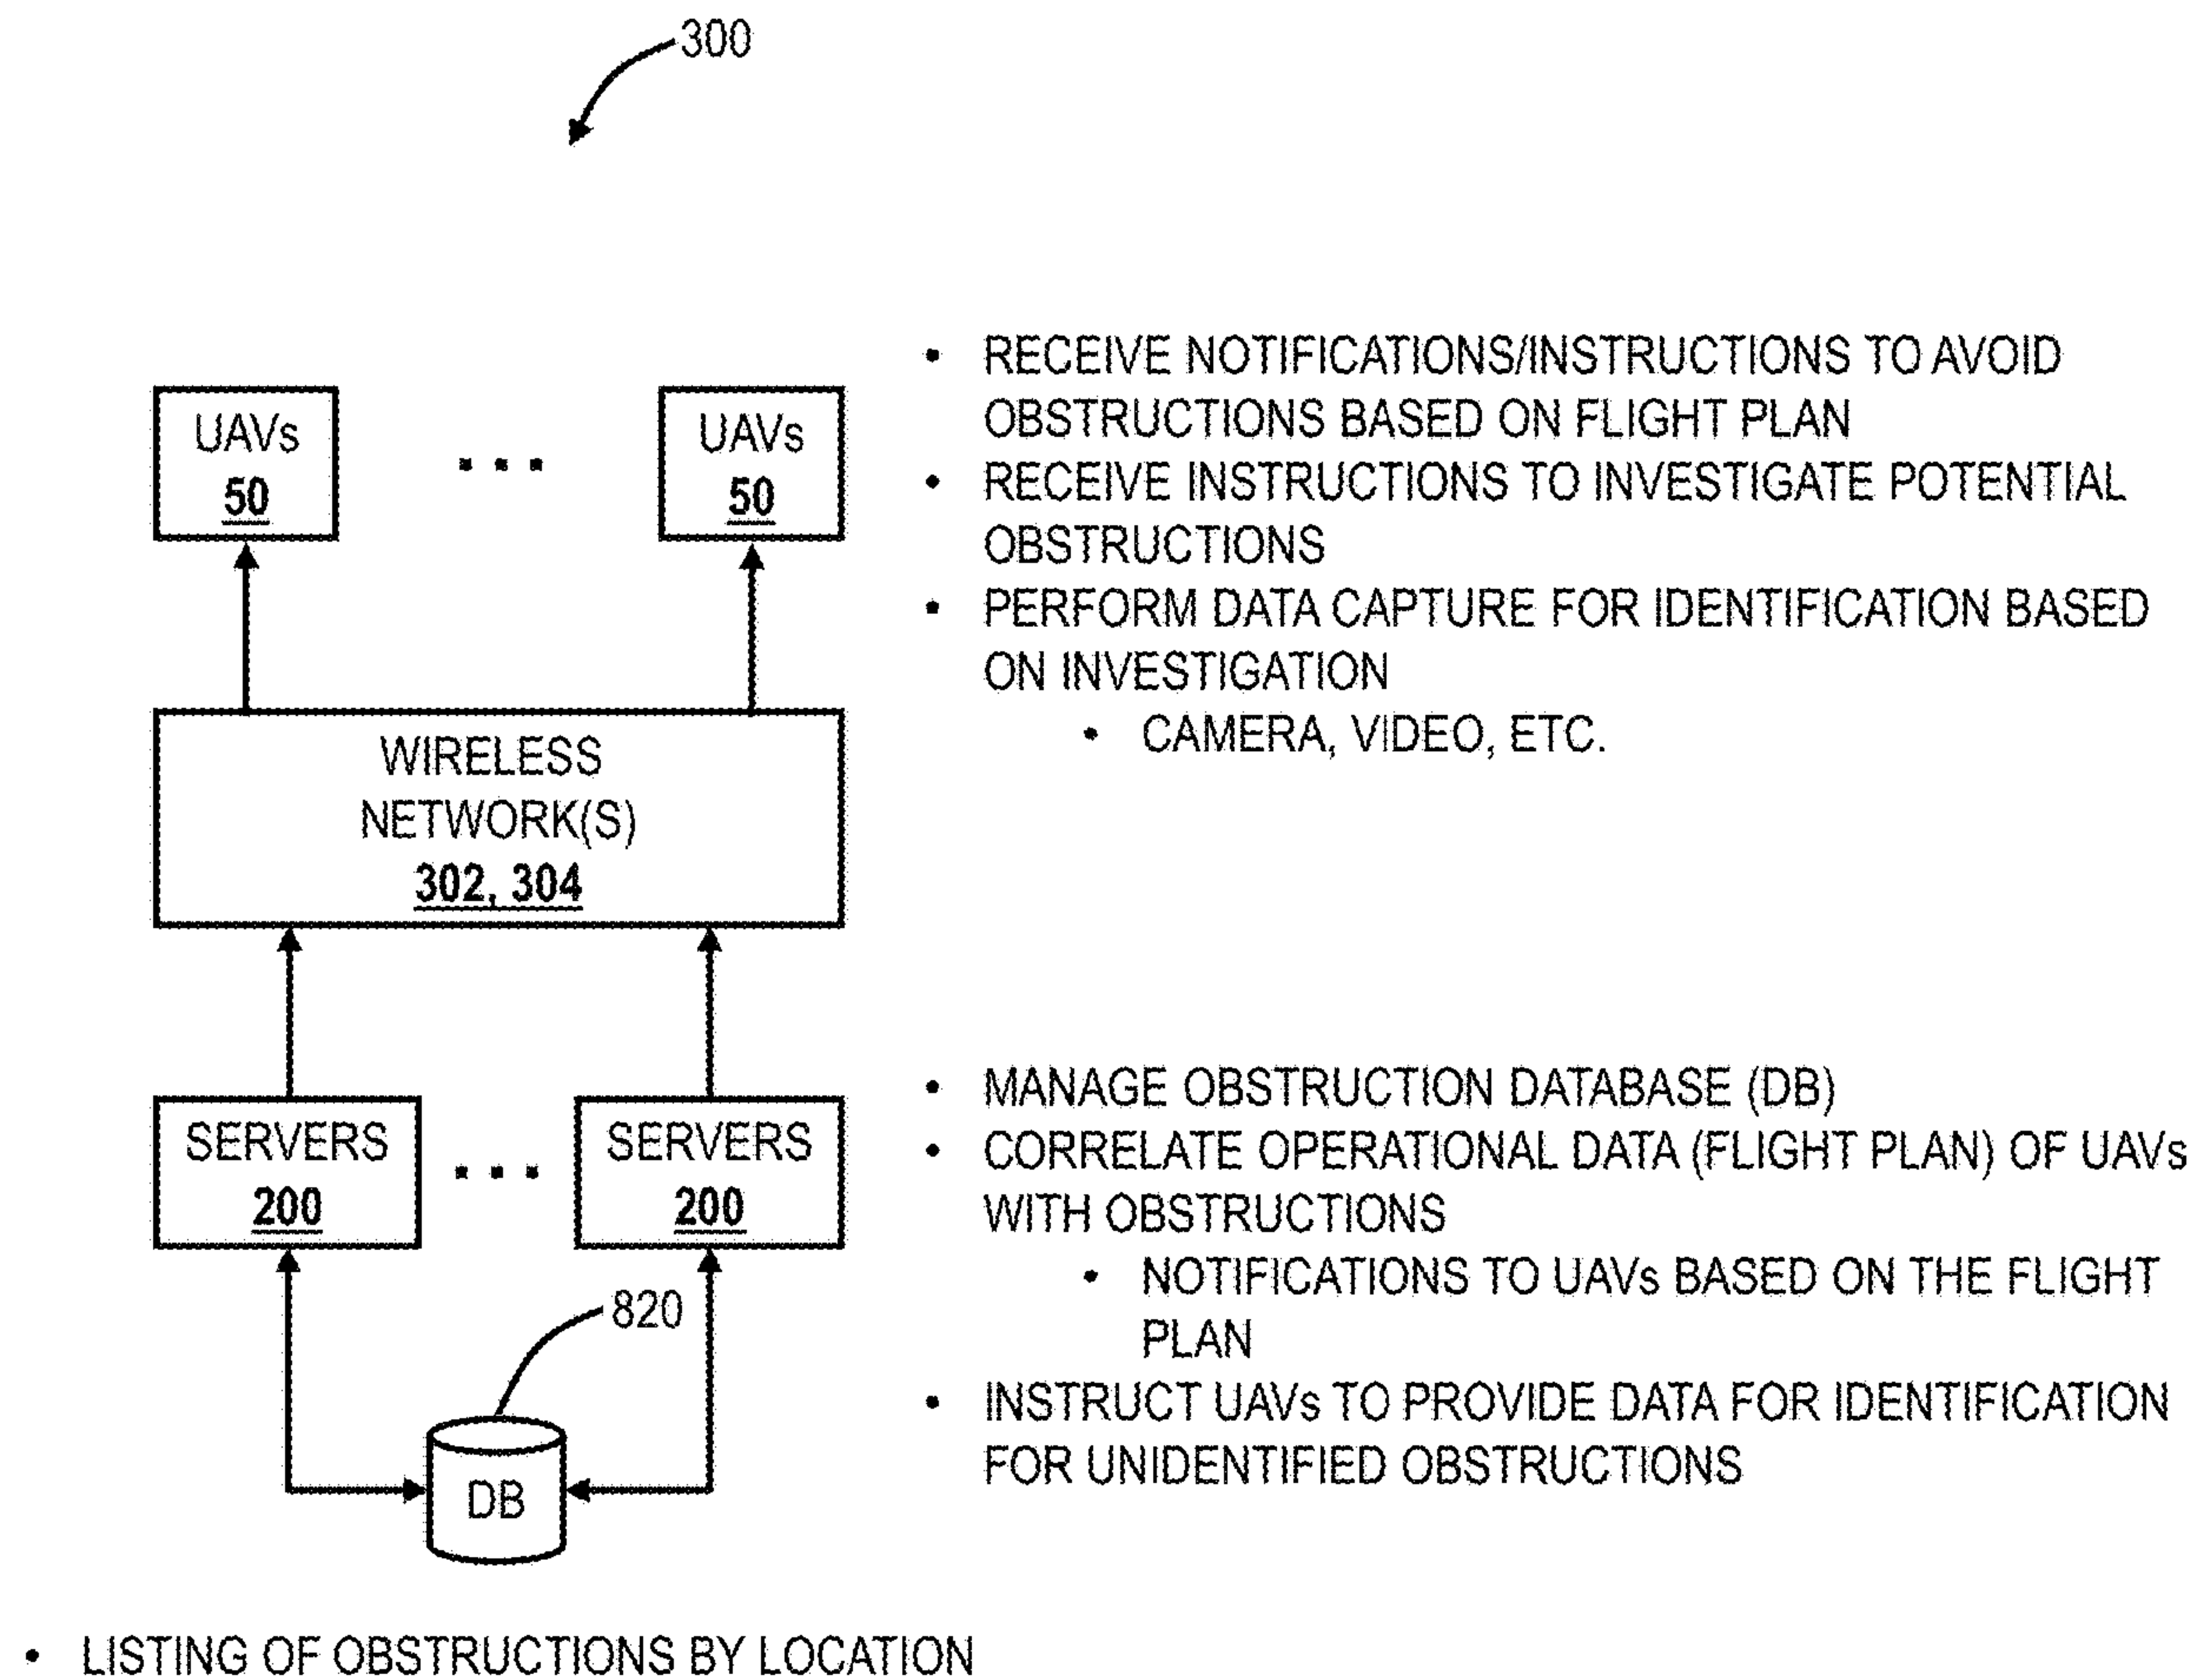 300
UAVs
50
...
UAVs
50
• RECEIVE NOTIFICATIONS/INSTRUCTIONS TO AVOID
OBSTRUCTIONS BASED ON FLIGHT PLAN
• RECEIVE INSTRUCTIONS TO INVESTIGATE POTENTIAL
OBSTRUCTIONS
• PERFORM DATA CAPTURE FOR IDENTIFICATION BASED
ON INVESTIGATION
• CAMERA, VIDEO, ETC.
WIRELESS
NETWORK(S)
302, 304
SERVERS
200
...
SERVERS
200
• MANAGE OBSTRUCTION DATABASE (DB)
• CORRELATE OPERATIONAL DATA (FLIGHT PLAN) OF UAVs
WITH OBSTRUCTIONS
• NOTIFICATIONS TO UAVs BASED ON THE FLIGHT
PLAN
• INSTRUCT UAVs TO PROVIDE DATA FOR IDENTIFICATION
FOR UNIDENTIFIED OBSTRUCTIONS
820
DB
• LISTING OF OBSTRUCTIONS BY LOCATION